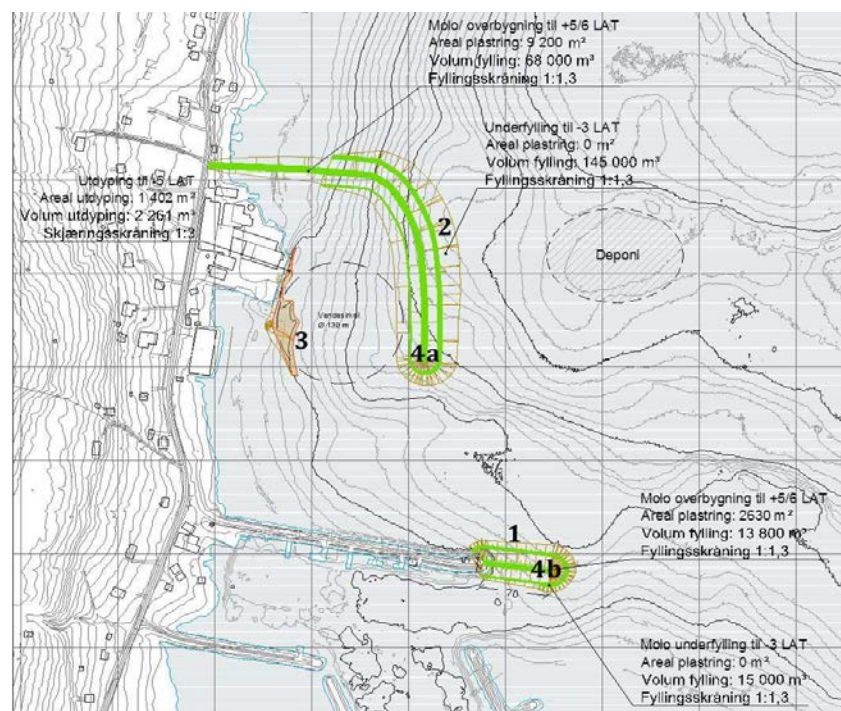 Molo/ overbygning til +5/6 LAT
Areal plastring: 9 200 m²
Volum fylling: 68 000 m³
Fyllingsskråning 1:1,3
Underfylling til -3 LAT
Areal plastring: 0 m²
Volum fylling: 145 000 m³
Fyllingsskråning 1:1,3
Utdyping til -5 LAT
Areal utdyping: 1 402 m²
Volum utdyping: 2 261 m³
Skjæringsskråning 1:3
2
Deponi
Vendesirkel
Ø 130 m
3
4a
Molo overbygning til +5/6 LAT
Areal plastring: 2630 m²
Volum fylling: 13 800 m³
Fyllingsskråning 1:1,3
1
4b
Molo underfylling til -3 LAT
Areal plastring: 0 m²
Volum fylling: 15 000 m³
Fyllingsskråning 1:1,3